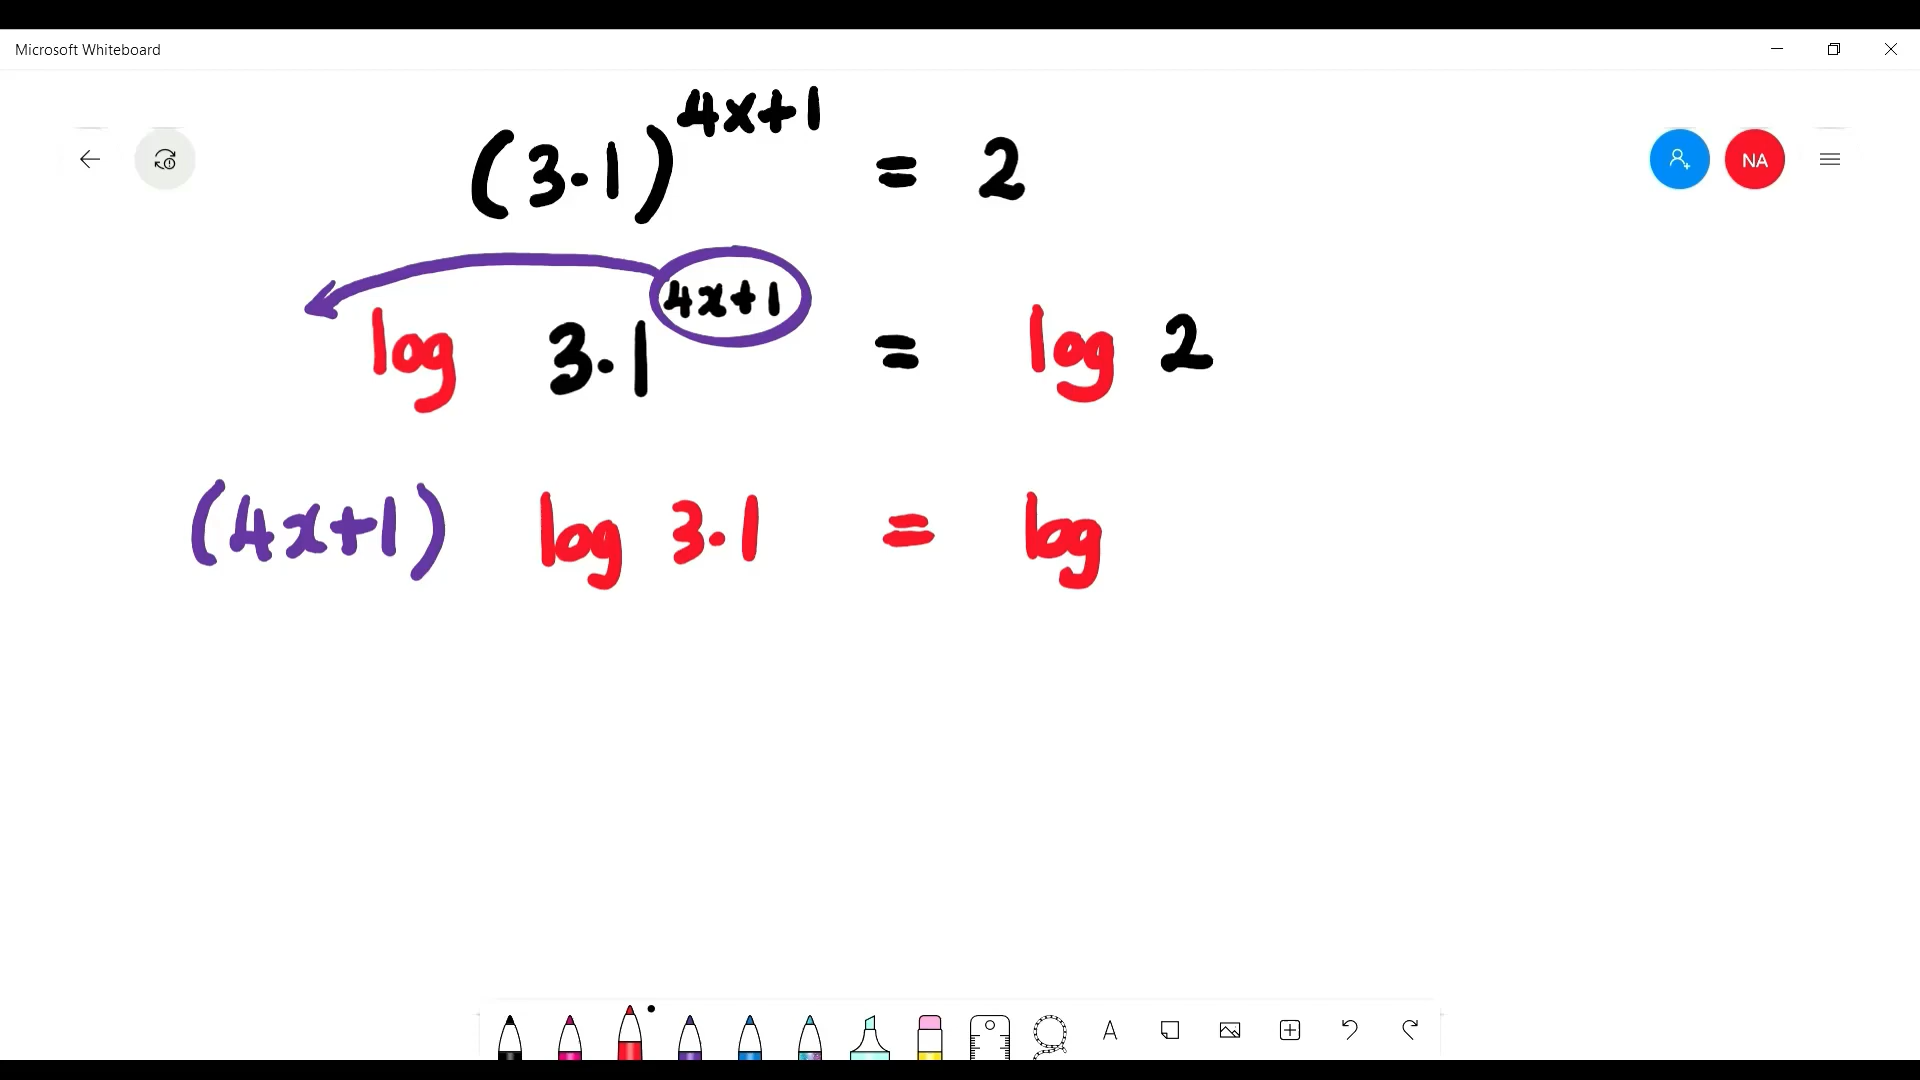 Microsoft Whiteboard
(3.1)^{4x+1} = 2
NA
log 3.1^{4x+1} = log 2
(4x+1) log 3.1 = log
A